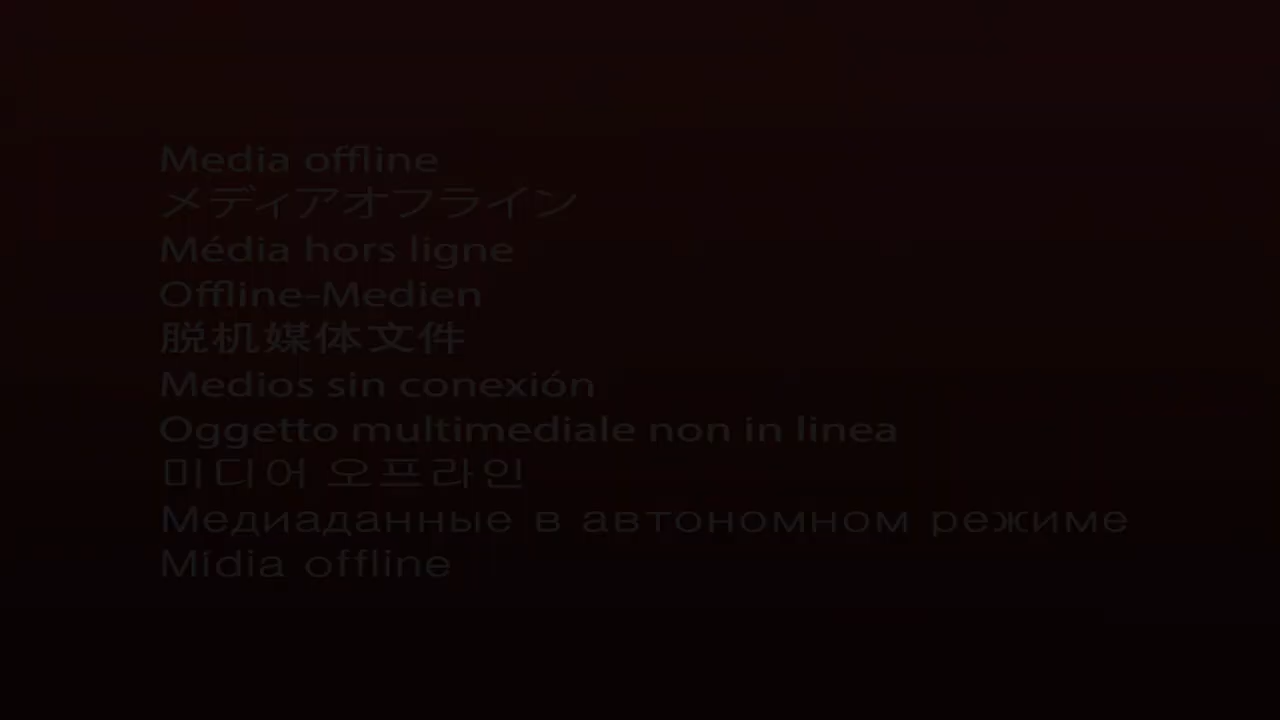 Media offline
メディアオフライン
Média hors ligne
Offline-Medien
脱机媒体文件
Medios sin conexión
Oggetto multimediale non in linea
미디어 오프라인
Медиаданные в автономном режиме
Mídia offline